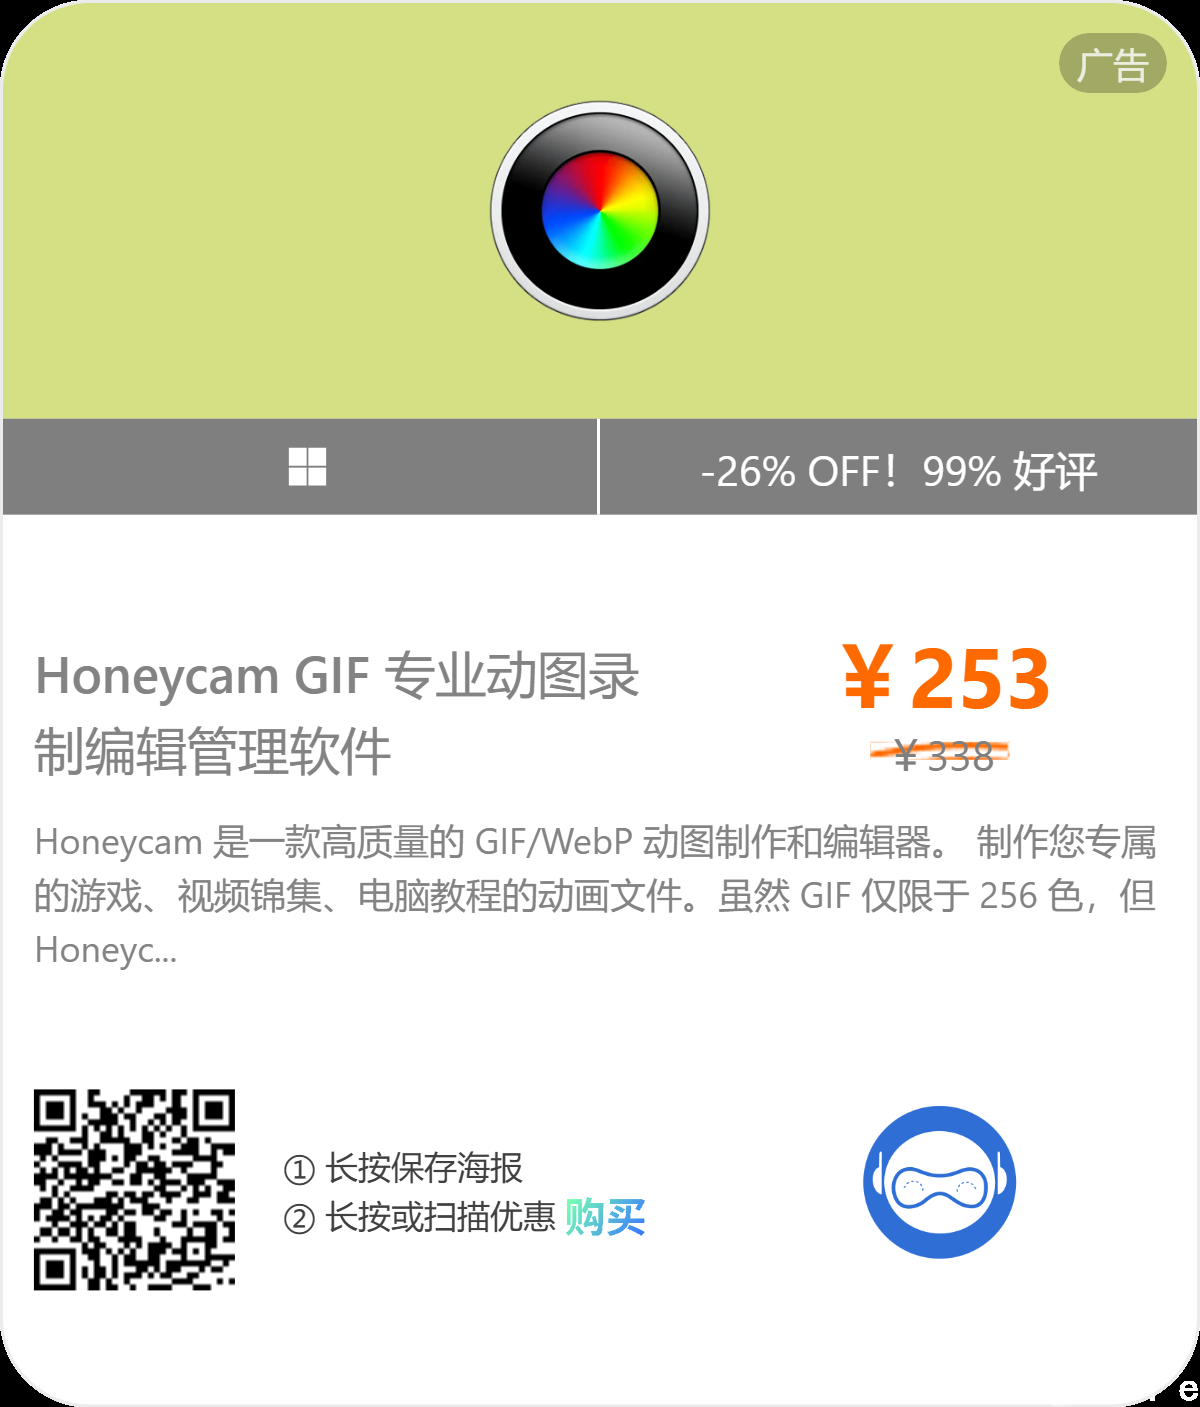 广告
-26% OFF！99% 好评
Honeycam GIF 专业动图录
制编辑管理软件
￥253
￥338
Honeycam 是一款高质量的 GIF/WebP 动图制作和编辑器。 制作您专属
的游戏、视频锦集、电脑教程的动画文件。虽然 GIF 仅限于 256 色，但
Honeyc...
① 长按保存海报
② 长按或扫描优惠 购买